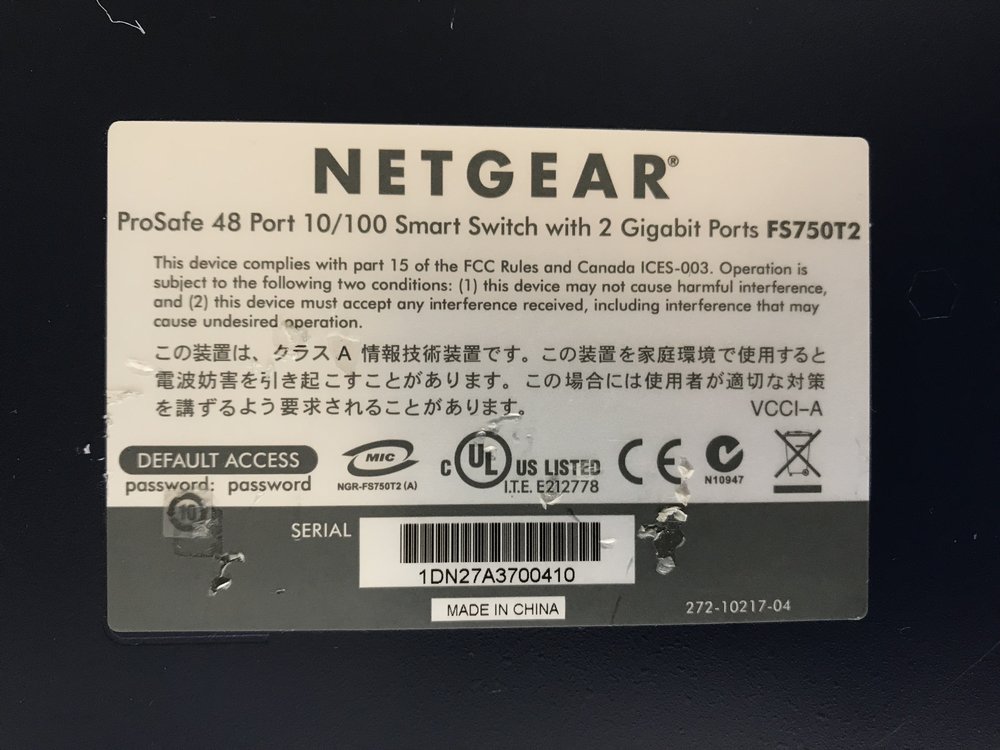 NETGEAR®
ProSafe 48 Port 10/100 Smart Switch with 2 Gigabit Ports FS750T2
This device complies with part 15 of the FCC Rules and Canada ICES-003. Operation is
subject to the following two conditions: (1) this device may not cause harmful interference,
and (2) this device must accept any interference received, including interference that may
cause undesired operation.
この装置は、クラス A 情報技術装置です。この装置を家庭環境で使用すると
電波妨害を引き起こすことがあります。この場合には使用者が適切な対策
を講ずるよう要求されることがあります。
VCCI-A
DEFAULT ACCESS
password: password
MIC
NGR-FS750T2 (A)
C UL US LISTED
I.T.E. E212778
CE
N10947
10
SERIAL
1DN27A3700410
MADE IN CHINA
272-10217-04